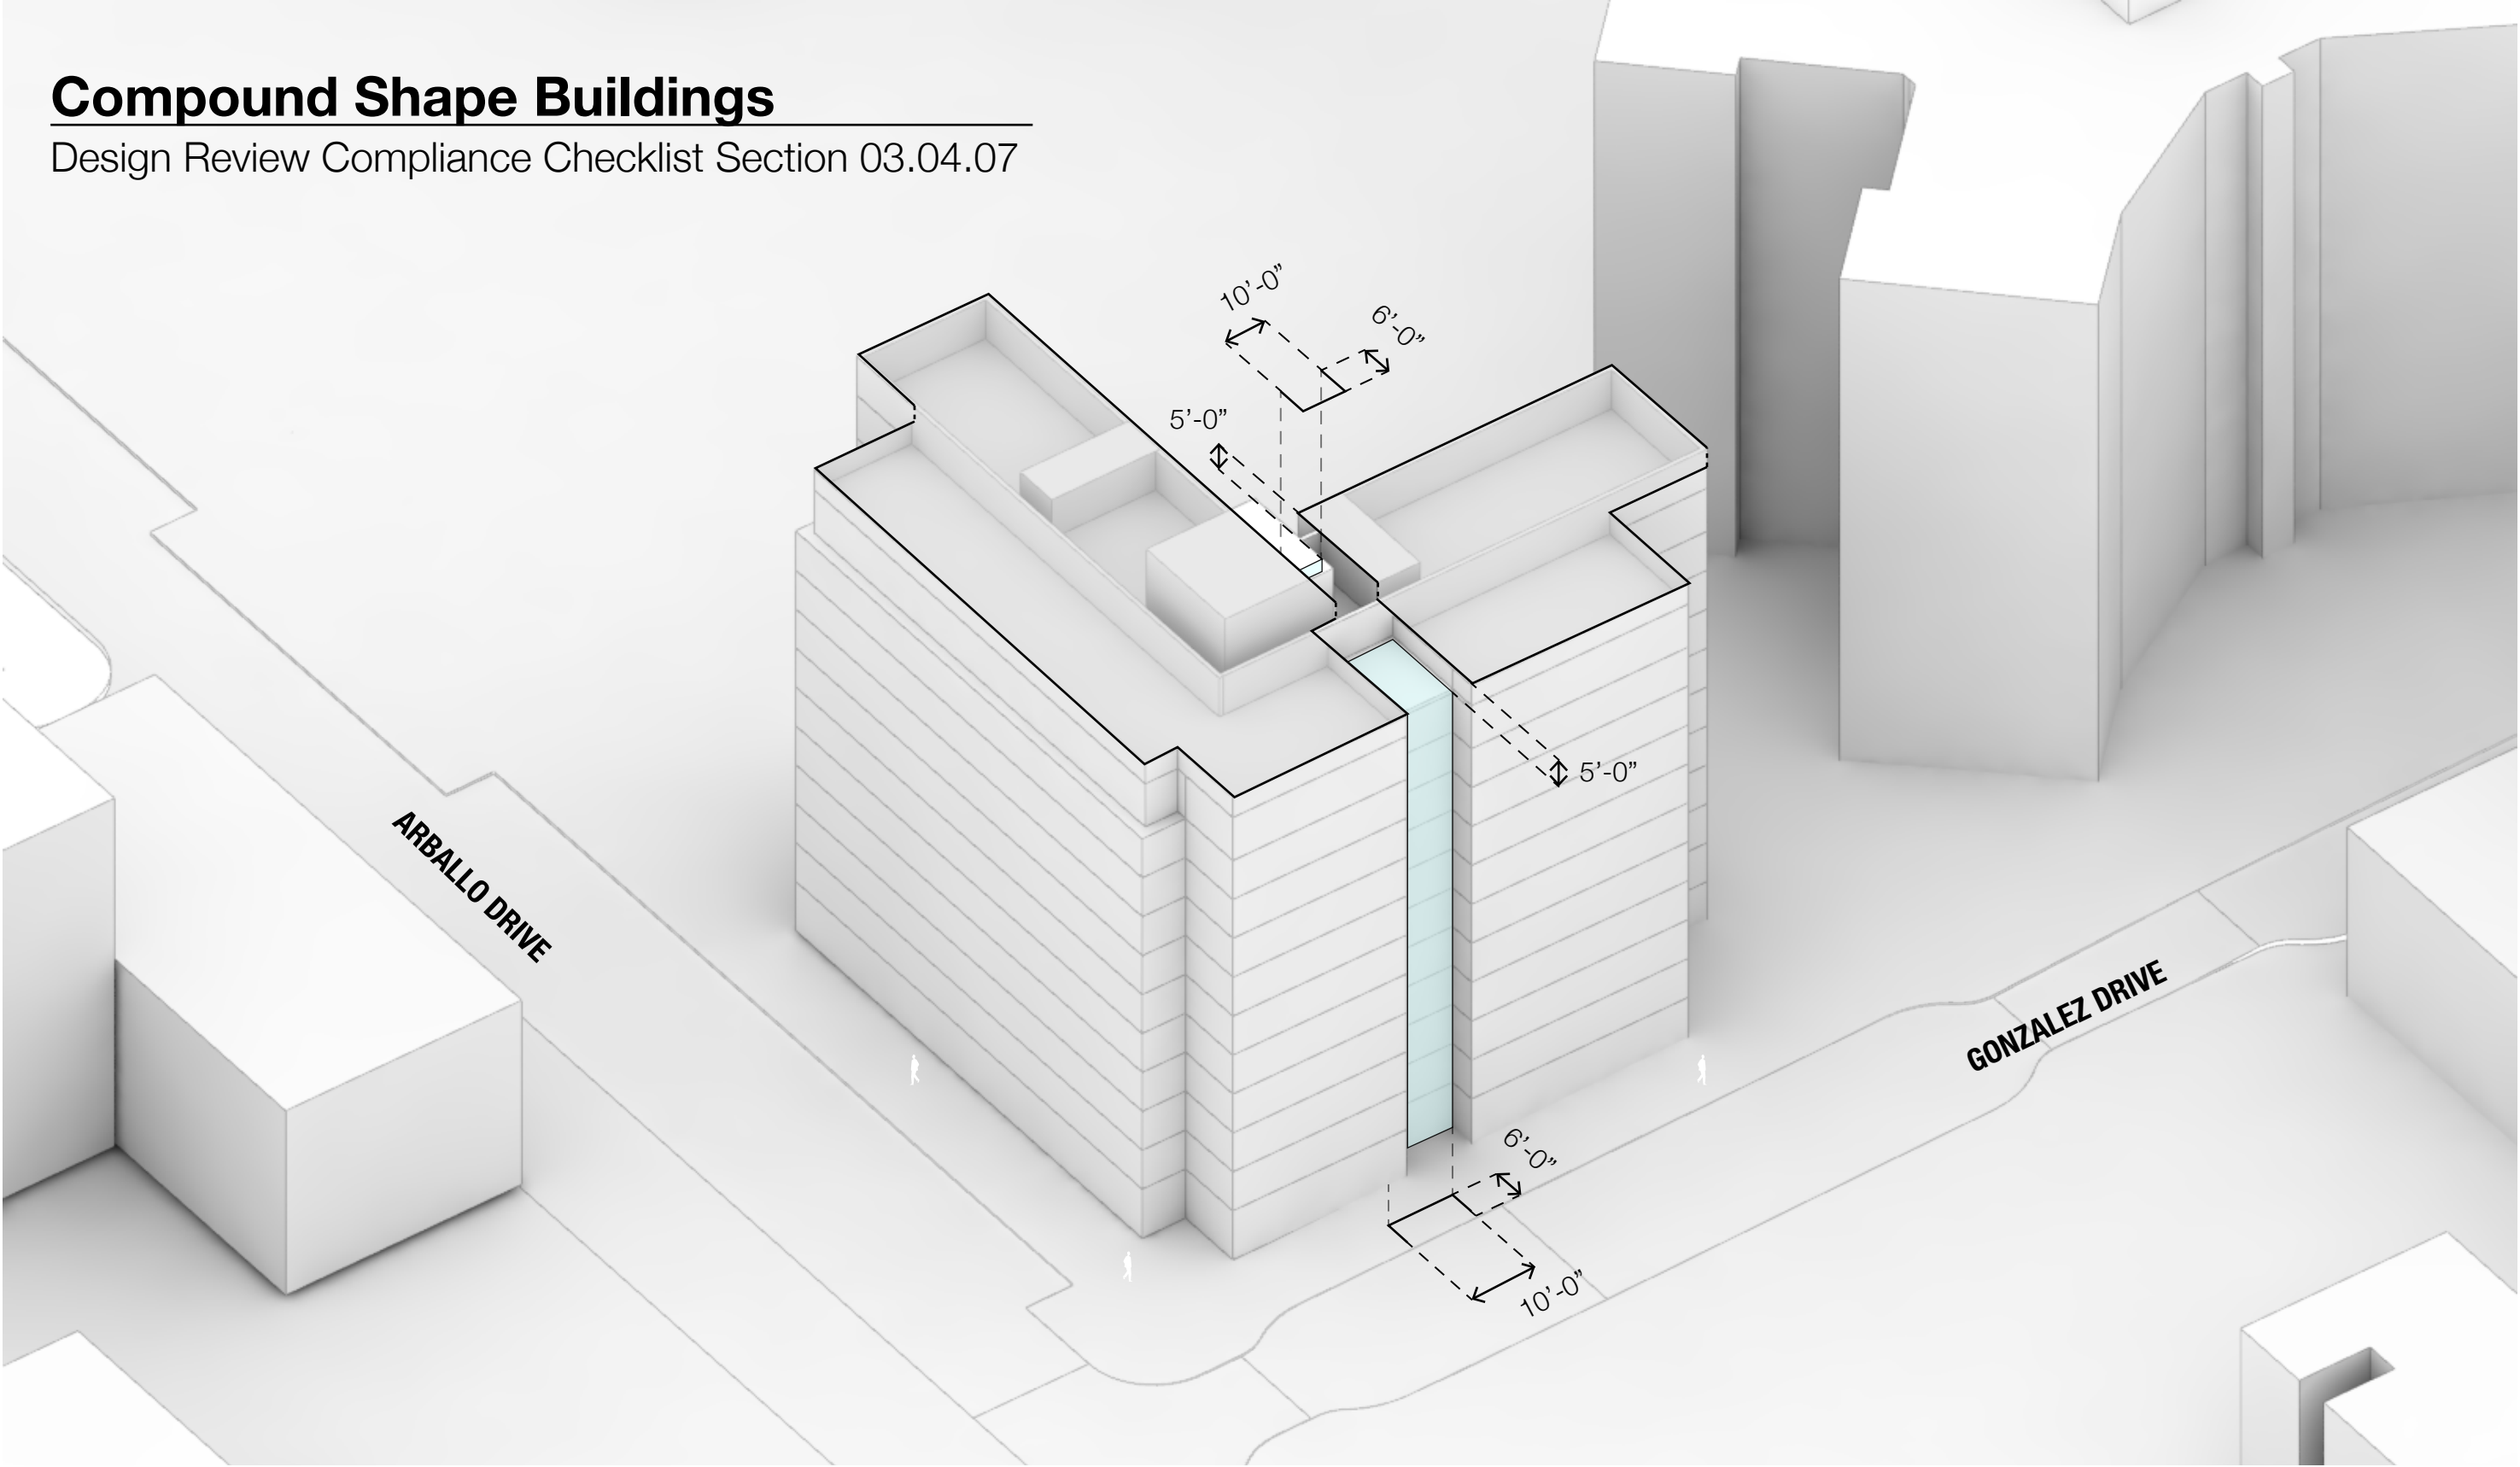 Compound Shape Buildings
Design Review Compliance Checklist Section 03.04.07
10’-0”
6’-0”
5’-0”
5’-0”
ARBALLO DRIVE
GONZALEZ DRIVE
6’-0”
10’-0”